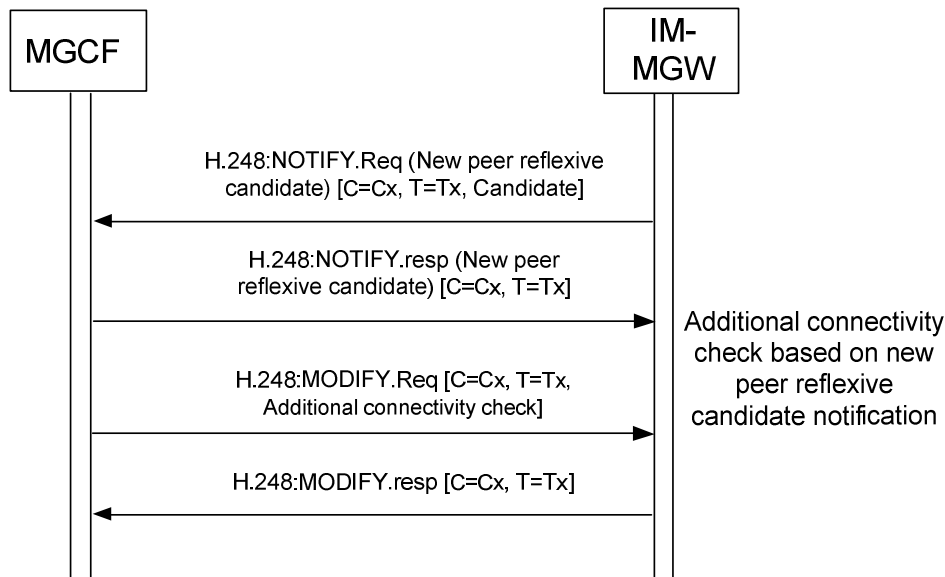 MGCF
IM-
MGW
H.248:NOTIFY.Req (New peer reflexive
candidate) [C=Cx, T=Tx, Candidate]
H.248:NOTIFY.resp (New peer
reflexive candidate) [C=Cx, T=Tx]
H.248:MODIFY.Req [C=Cx, T=Tx,
Additional connectivity check]
H.248:MODIFY.resp [C=Cx, T=Tx]
Additional connectivity
check based on new
peer reflexive
candidate notification